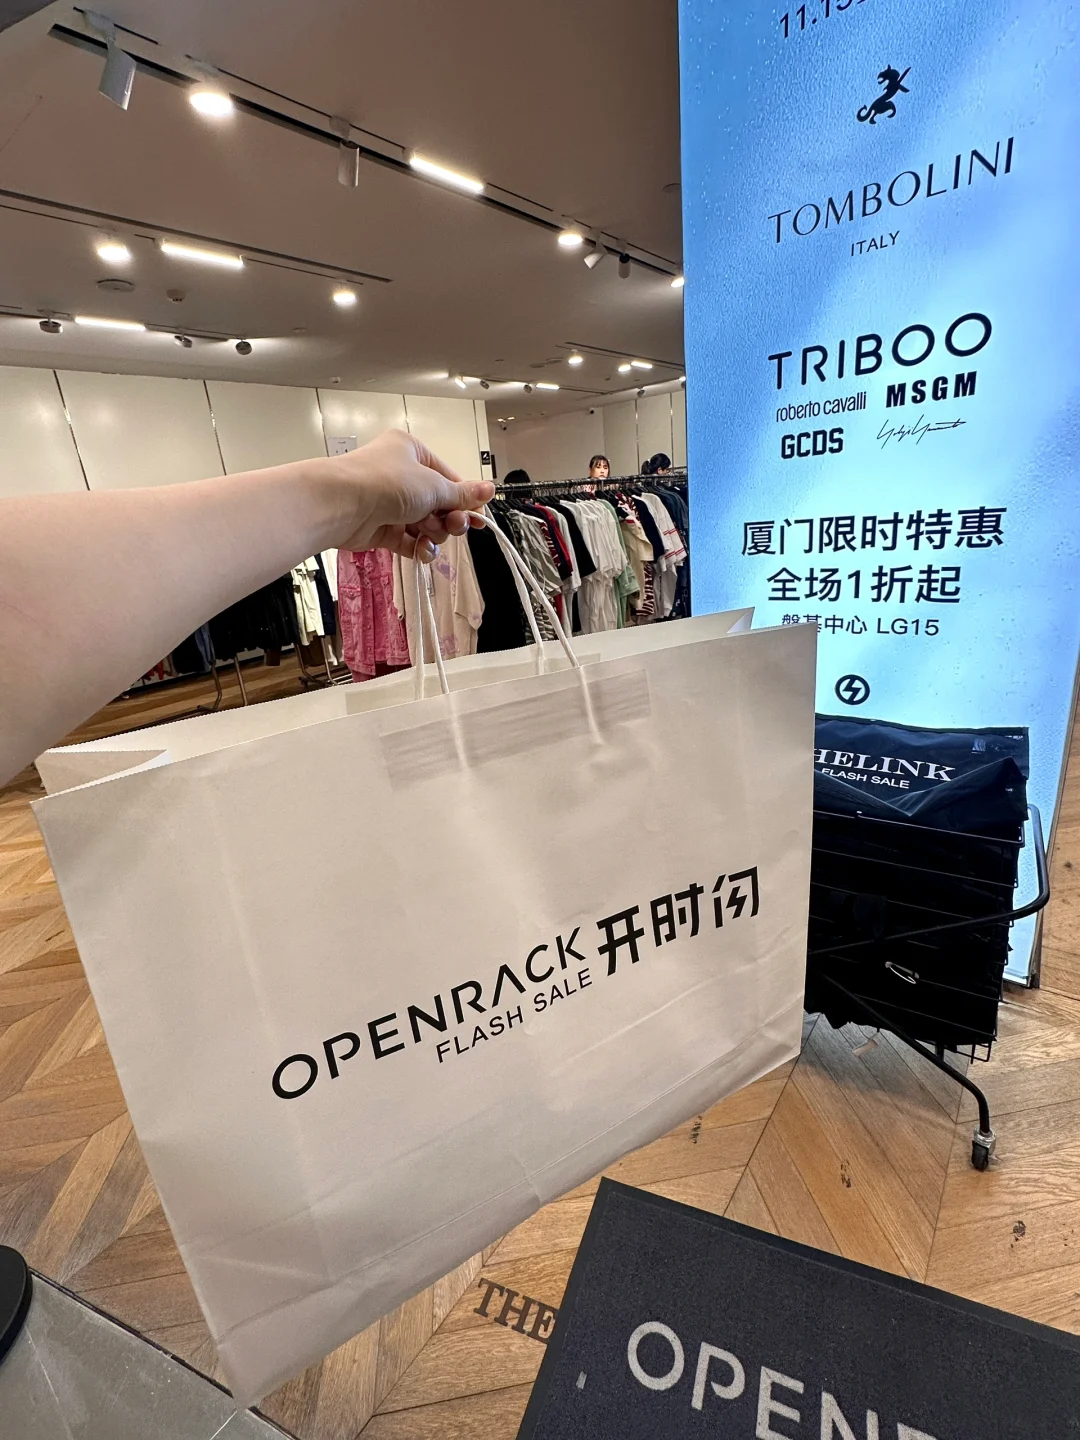 TOMBOLINI
ITALY
TRIBOO
roberto cavalli MSGM
GCDS
厦门限时特惠
全场1折起
磐基中心 LG15
HELINK
FLASH SALE
OPENRACK 开时闪
FLASH SALE
THE
OPEN